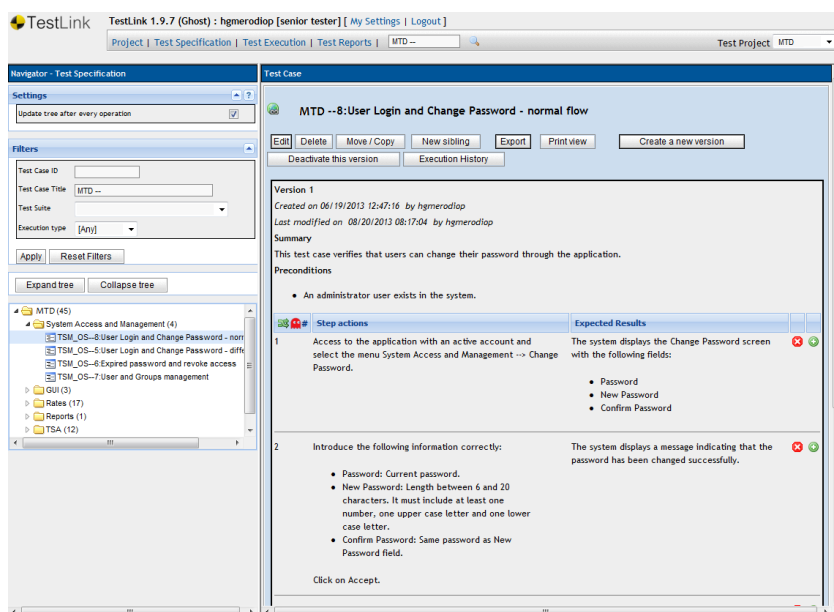 TestLink
TestLink 1.9.7 (Ghost) : hgmerodiop [senior tester] [ My Settings | Logout ]
Project | Test Specification | Test Execution | Test Reports | MTD --
Test Project MTD
Navigator - Test Specification
Settings
?
Update tree after every operation
Filters
Test Case ID
Test Case Title MTD --
Test Suite
Execution type [Any]
Apply Reset Filters
Expand tree Collapse tree
MTD (45)
System Access and Management (4)
TSM_OS--8:User Login and Change Password - norr
TSM_OS--5:User Login and Change Password - diffe
TSM_OS--6:Expired password and revoke access
TSM_OS--7:User and Groups management
GUI (3)
Rates (17)
Reports (1)
TSA (12)
Test Case
MTD --8:User Login and Change Password - normal flow
Edit Delete Move / Copy New sibling Export Print view Create a new version
Deactivate this version Execution History
Version 1
Created on 06/19/2013 12:47:16 by hgmerodiop
Last modified on 08/20/2013 08:17:04 by hgmerodiop
Summary
This test case verifies that users can change their password through the application.
Preconditions
• An administrator user exists in the system.
# Step actions Expected Results
1 Access to the application with an active account and
select the menu System Access and Management --> Change
Password.
The system displays the Change Password screen
with the following fields:
• Password
• New Password
• Confirm Password
2 Introduce the following information correctly:
• Password: Current password.
• New Password: Length between 6 and 20
characters. It must include at least one
number, one upper case letter and one lower
case letter.
• Confirm Password: Same password as New
Password field.
Click on Accept.
The system displays a message indicating that the
password has been changed successfully.